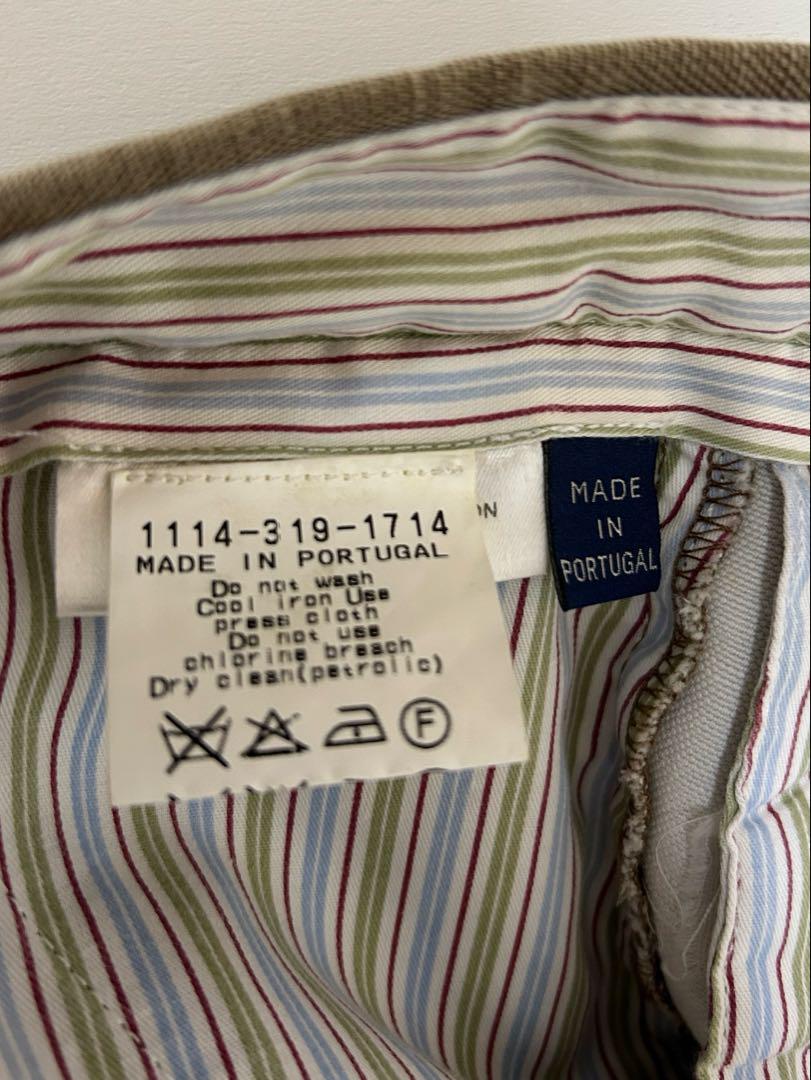 1114-319-1714
MADE IN PORTUGAL
Do not wash
Cool iron Use
press cloth
Do not use
chlorine breach
Dry clean(petrolic)
F
ON
MADE
IN
PORTUGAL